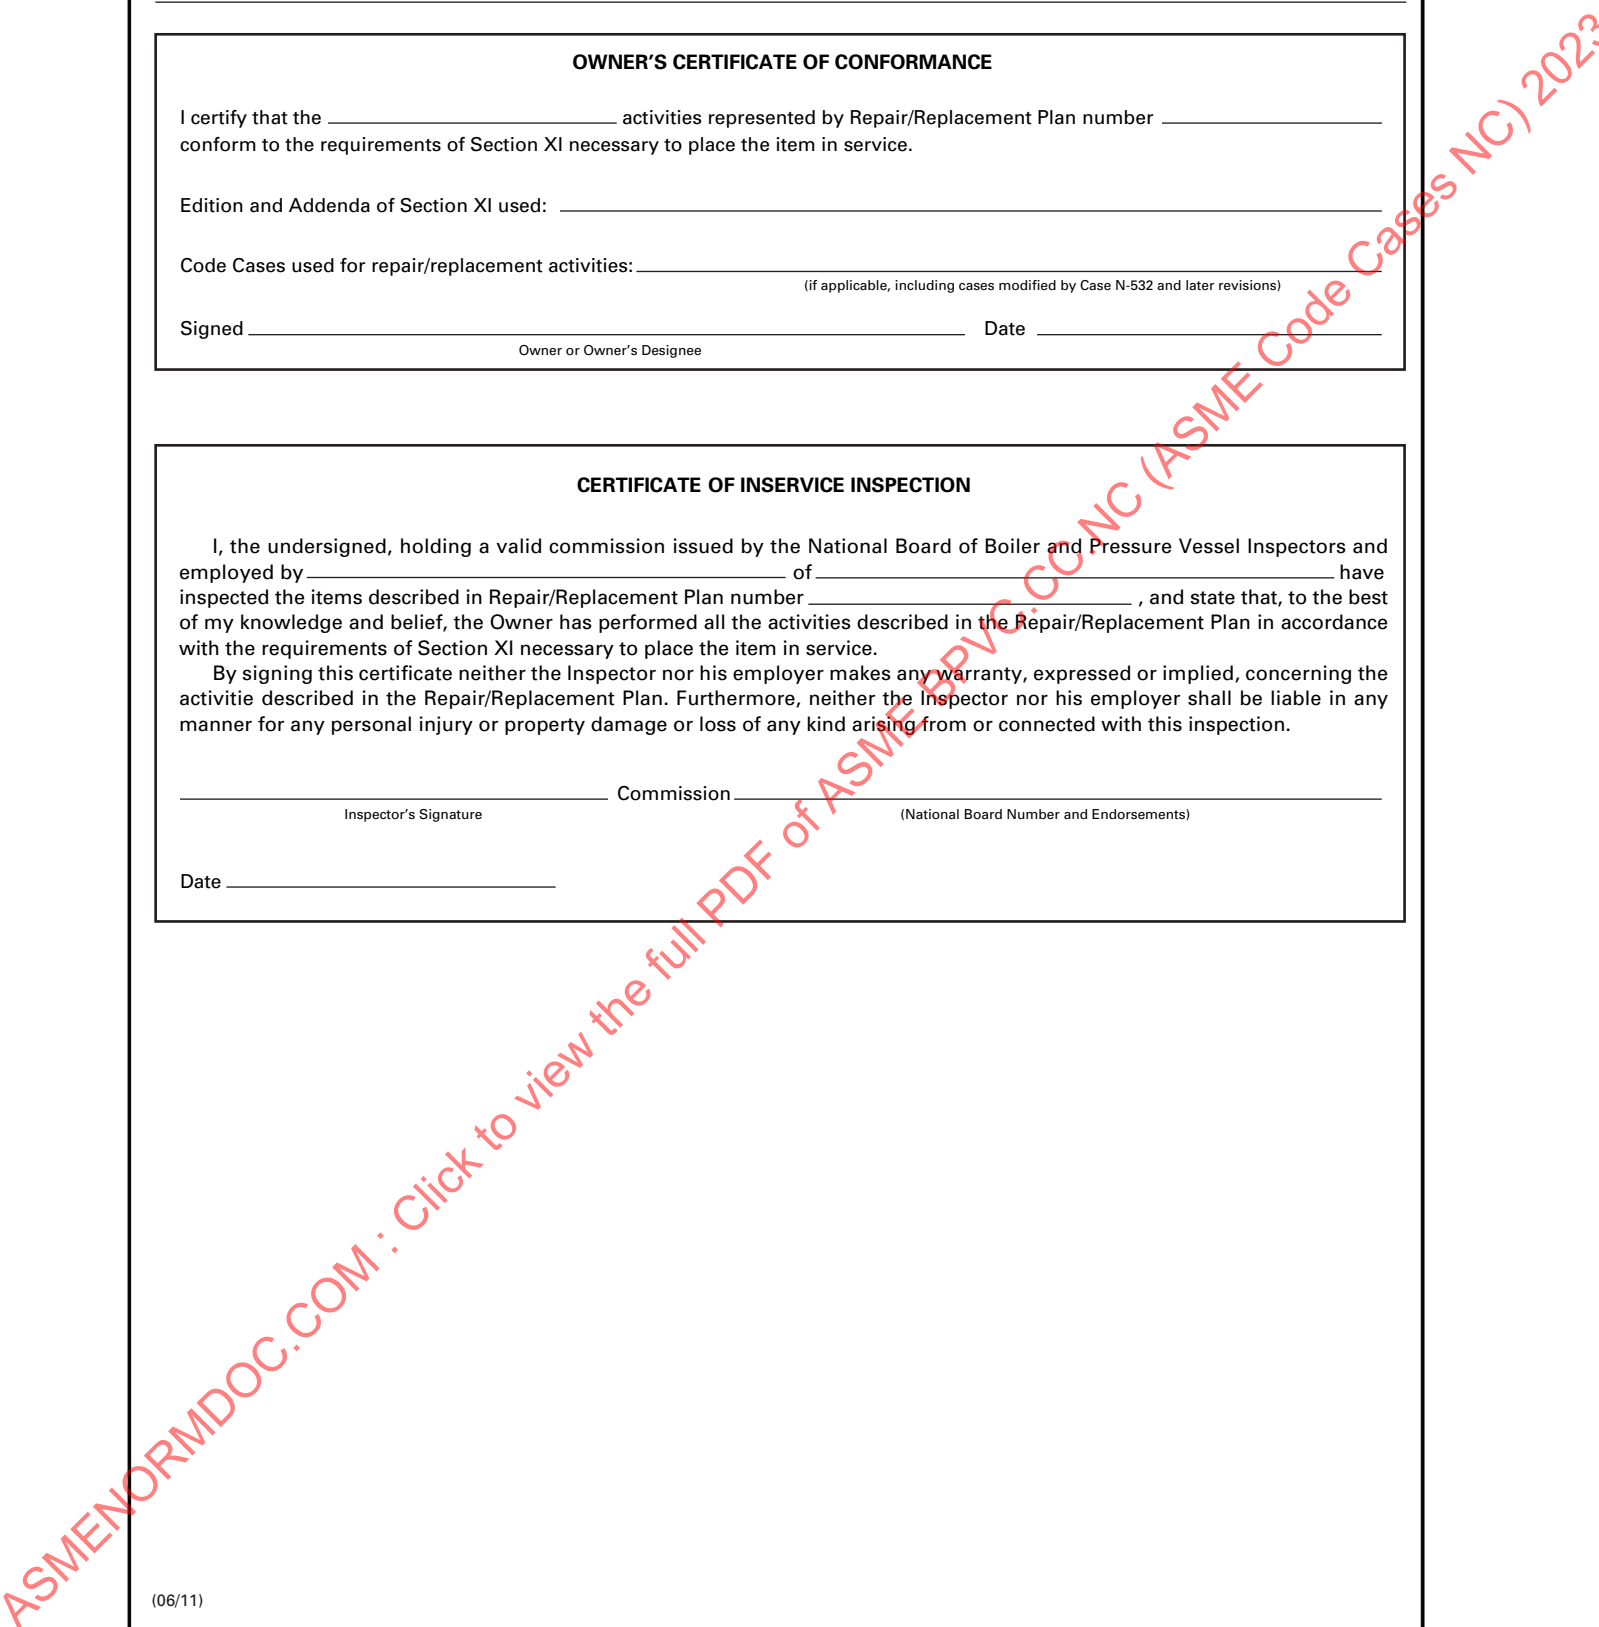 OWNER'S CERTIFICATE OF CONFORMANCE
I certify that the activities represented by Repair/Replacement Plan number
conform to the requirements of Section XI necessary to place the item in service.
Edition and Addenda of Section XI used:
Code Cases used for repair/replacement activities:
(if applicable, including cases modified by Case N-532 and later revisions)
Signed Date
Owner or Owner's Designee
CERTIFICATE OF INSERVICE INSPECTION
I, the undersigned, holding a valid commission issued by the National Board of Boiler and Pressure Vessel Inspectors and
employed by of have
inspected the items described in Repair/Replacement Plan number , and state that, to the best
of my knowledge and belief, the Owner has performed all the activities described in the Repair/Replacement Plan in accordance
with the requirements of Section XI necessary to place the item in service.
By signing this certificate neither the Inspector nor his employer makes any warranty, expressed or implied, concerning the
activitie described in the Repair/Replacement Plan. Furthermore, neither the Inspector nor his employer shall be liable in any
manner for any personal injury or property damage or loss of any kind arising from or connected with this inspection.
Commission
Inspector's Signature (National Board Number and Endorsements)
Date
(06/11)
ASMENORMDOC.COM : Click to view the full PDF of ASME BPVC.CC.NC (ASME Code Cases NC) 2023